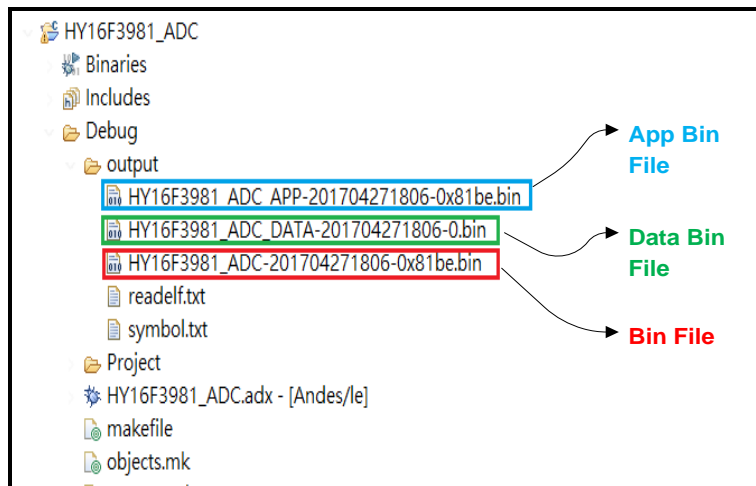 HY16F3981_ADC
Binaries
Includes
Debug
output
HY16F3981_ADC_APP-201704271806-0x81be.bin
HY16F3981_ADC_DATA-201704271806-0.bin
HY16F3981_ADC-201704271806-0x81be.bin
readelf.txt
symbol.txt
Project
HY16F3981_ADC.adx - [Andes/le]
makefile
objects.mk
App Bin
File
Data Bin
File
Bin File